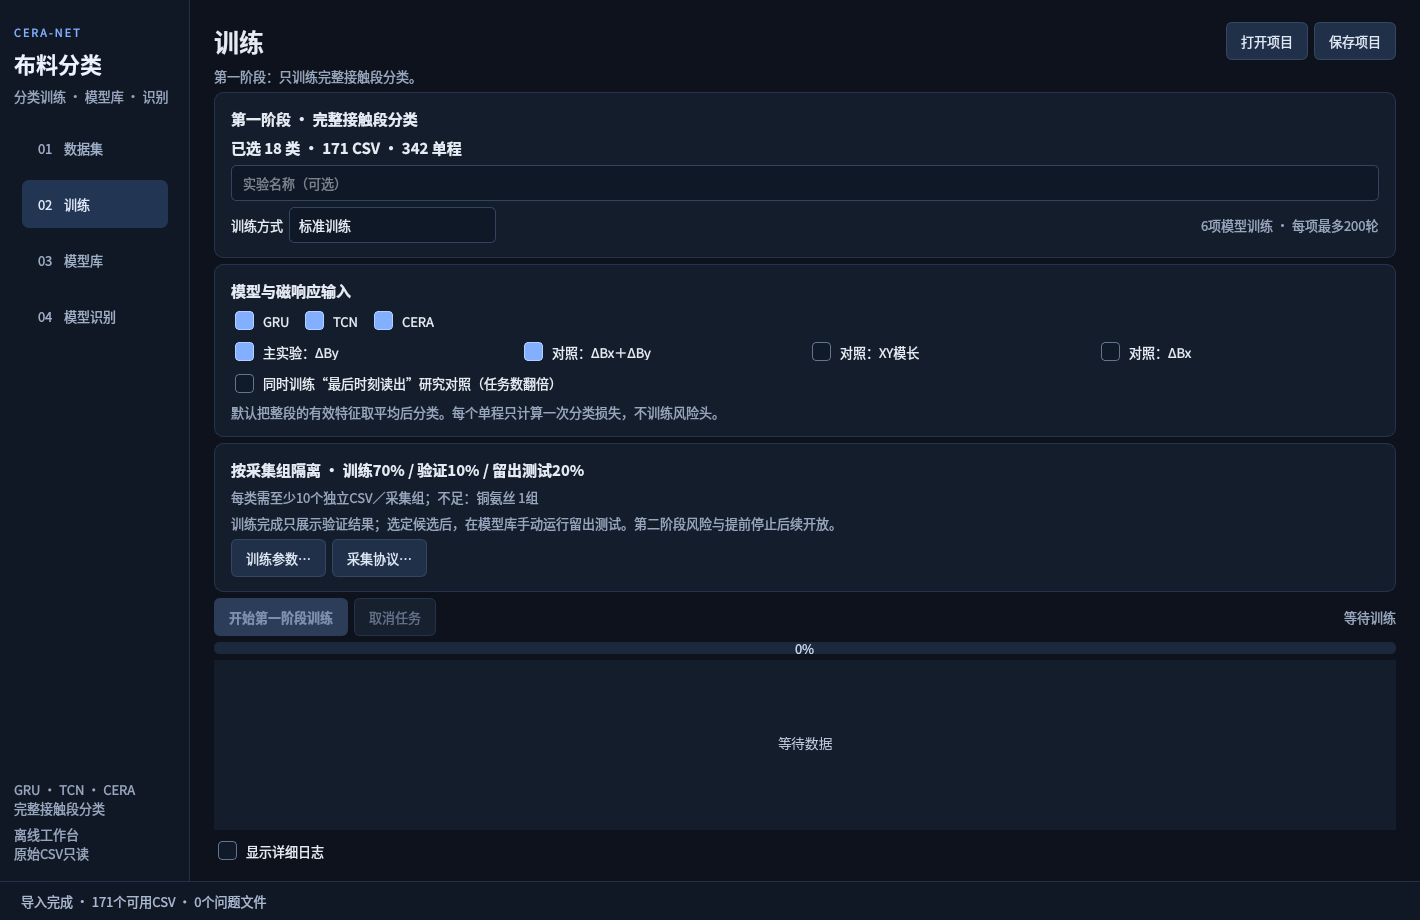 CERA-NET
布料分类
分类训练 · 模型库 · 识别
01 数据集
02 训练
03 模型库
04 模型识别
GRU · TCN · CERA
完整接触段分类
离线工作台
原始CSV只读
训练
打开项目 保存项目
第一阶段：只训练完整接触段分类。
第一阶段 · 完整接触段分类
已选 18 类 · 171 CSV · 342 单程
实验名称（可选）
训练方式 标准训练 6项模型训练 · 每项最多200轮
模型与磁响应输入
GRU TCN CERA
主实验：ΔBy 对照：ΔBx＋ΔBy 对照：XY模长 对照：ΔBx
同时训练“最后时刻读出”研究对照（任务数翻倍）
默认把整段的有效特征取平均后分类。每个单程只计算一次分类损失，不训练风险头。
按采集组隔离 · 训练70% / 验证10% / 留出测试20%
每类需至少10个独立CSV／采集组；不足：铜氨丝 1组
训练完成只展示验证结果；选定候选后，在模型库手动运行留出测试。第二阶段风险与提前停止后续开放。
训练参数… 采集协议…
开始第一阶段训练 取消任务 等待训练
0%
等待数据
显示详细日志
导入完成 · 171个可用CSV · 0个问题文件